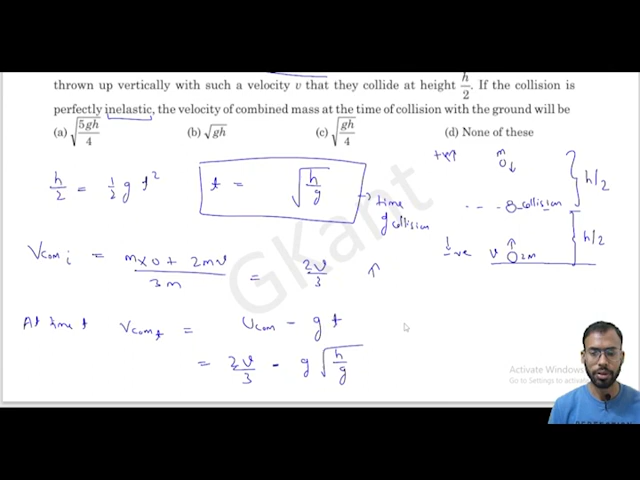 thrown up vertically with such a velocity v that they collide at height h/2. If the collision is
perfectly inelastic, the velocity of combined mass at the time of collision with the ground will be
(a) √(5gh/4) (b) √gh (c) √(gh/4) (d) None of these
h/2 = 1/2 g t² t = √(h/g) → time of collision
+ve ↑ m ↓ h/2
collision
↓ -ve v ↑ 2m h/2
Vcom i = (m×0 + 2mv)/3m = 2v/3 ↑
At time t Vcom t = Ucom - g t
= 2v/3 - g √(h/g)
GKant
Activate Windows
Go to Settings to activate